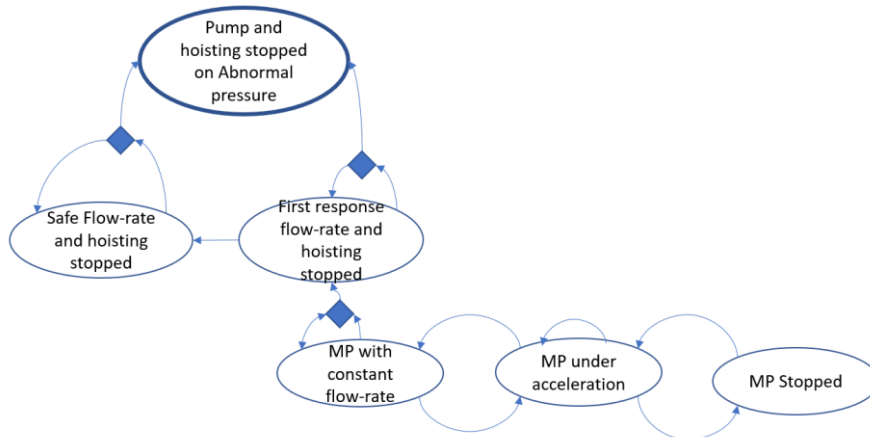 Pump and
hoisting stopped
on Abnormal
pressure
Safe Flow-rate
and hoisting
stopped
First response
flow-rate and
hoisting
stopped
MP with
constant
flow-rate
MP under
acceleration
MP Stopped